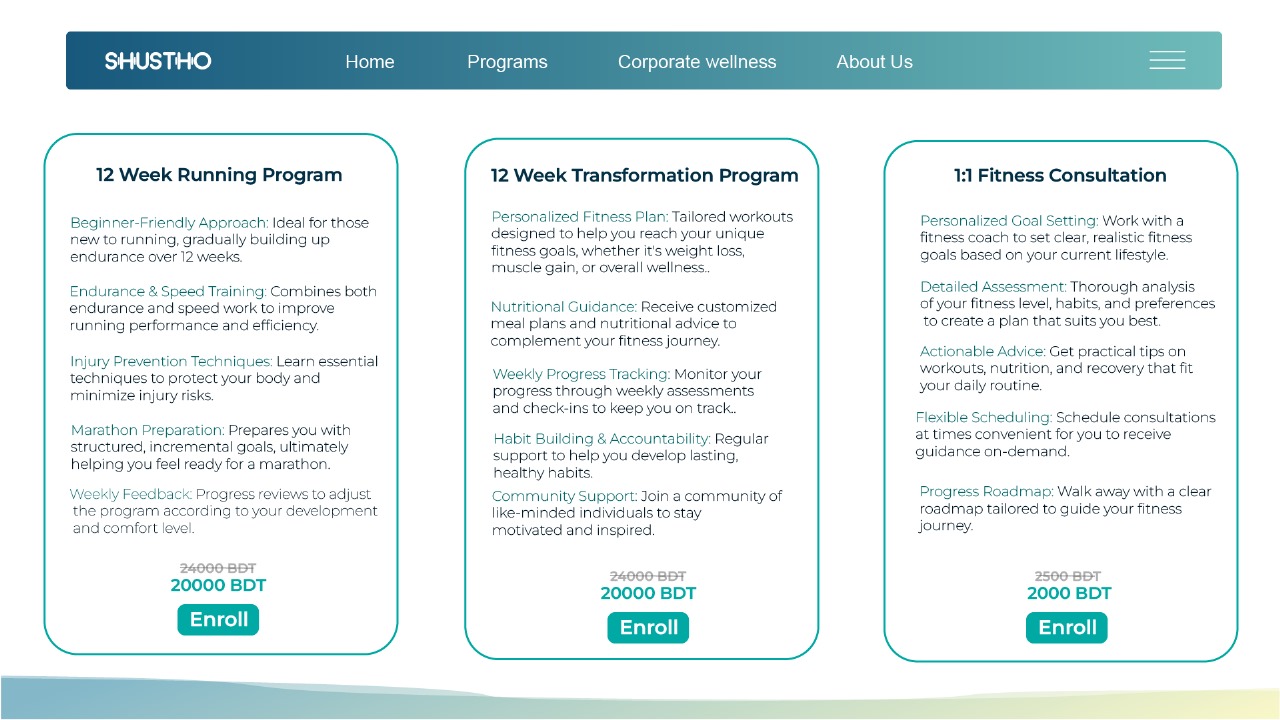 SHUSTHO
Home
Programs
Corporate wellness
About Us
12 Week Running Program
Beginner-Friendly Approach: Ideal for those
new to running, gradually building up
endurance over 12 weeks.
Endurance & Speed Training: Combines both
endurance and speed work to improve
running performance and efficiency.
Injury Prevention Techniques: Learn essential
techniques to protect your body and
minimize injury risks.
Marathon Preparation: Prepares you with
structured, incremental goals, ultimately
helping you feel ready for a marathon.
Weekly Feedback: Progress reviews to adjust
the program according to your development
and comfort level.
24000 BDT
20000 BDT
Enroll
12 Week Transformation Program
Personalized Fitness Plan: Tailored workouts
designed to help you reach your unique
fitness goals, whether it's weight loss,
muscle gain, or overall wellness..
Nutritional Guidance: Receive customized
meal plans and nutritional advice to
complement your fitness journey.
Weekly Progress Tracking: Monitor your
progress through weekly assessments
and check-ins to keep you on track..
Habit Building & Accountability: Regular
support to help you develop lasting,
healthy habits.
Community Support: Join a community of
like-minded individuals to stay
motivated and inspired.
24000 BDT
20000 BDT
Enroll
1:1 Fitness Consultation
Personalized Goal Setting: Work with a
fitness coach to set clear, realistic fitness
goals based on your current lifestyle.
Detailed Assessment: Thorough analysis
of your fitness level, habits, and preferences
to create a plan that suits you best.
Actionable Advice: Get practical tips on
workouts, nutrition, and recovery that fit
your daily routine.
Flexible Scheduling: Schedule consultations
at times convenient for you to receive
guidance on-demand.
Progress Roadmap: Walk away with a clear
roadmap tailored to guide your fitness
journey.
2500 BDT
2000 BDT
Enroll